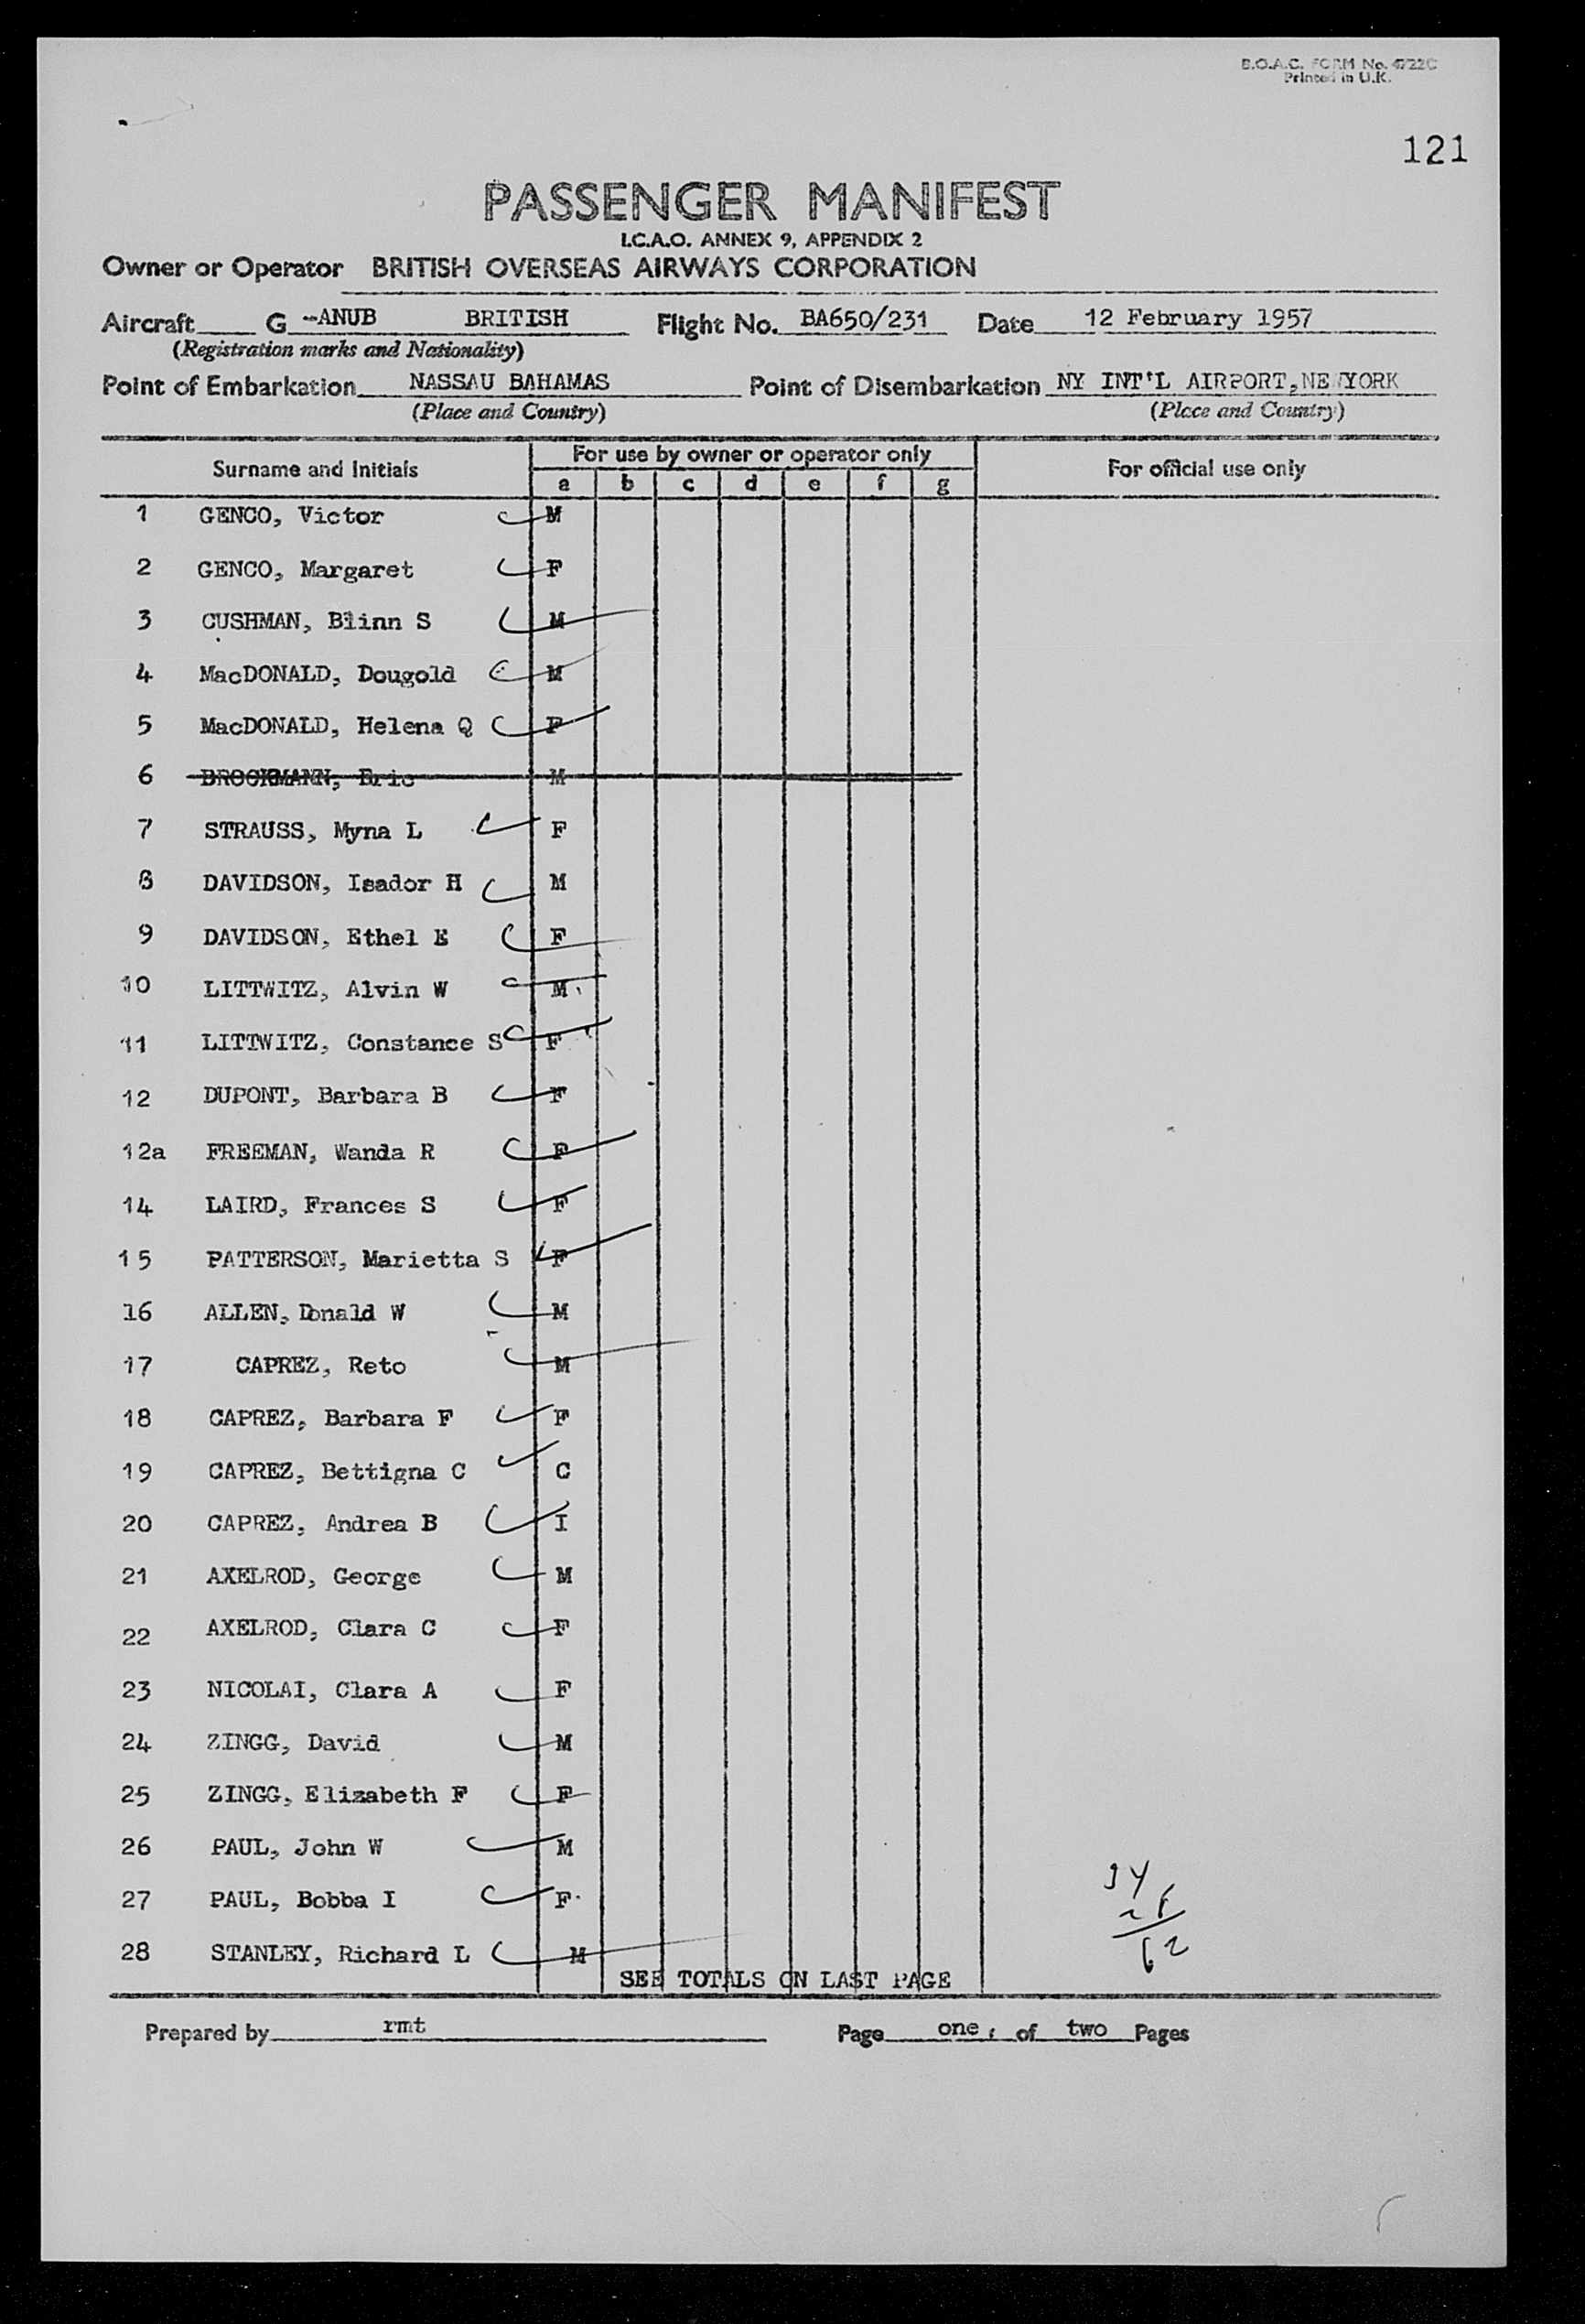 B.O.A.C. FORM No. 4722C
Printed in U.K.
121
PASSENGER MANIFEST
I.C.A.O. ANNEX 9, APPENDIX 2
Owner or Operator BRITISH OVERSEAS AIRWAYS CORPORATION
Aircraft G -ANUB BRITISH Flight No. BA650/231 Date 12 February 1957
(Registration marks and Nationality)
Point of Embarkation NASSAU BAHAMAS Point of Disembarkation NY INT'L AIRPORT, NEWYORK
(Place and Country) (Place and Country)
For use by owner or operator only
Surname and Initials For official use only
a b c d e f g
1 GENCO, Victor M
2 GENCO, Margaret F
3 CUSHMAN, Blinn S M
4 MacDONALD, Dougold M
5 MacDONALD, Helena Q F
6 BROCKMANN, Eric M
7 STRAUSS, Myna L F
8 DAVIDSON, Isador H M
9 DAVIDSON, Ethel E F
10 LITTWITZ, Alvin W M
11 LITTWITZ, Constance S F
12 DUPONT, Barbara B F
12a FREEMAN, Wanda R F
14 LAIRD, Frances S F
15 PATTERSON, Marietta S F
16 ALLEN, Donald W M
17 CAPREZ, Reto M
18 CAPREZ, Barbara F F
19 CAPREZ, Bettigna C C
20 CAPREZ, Andrea B I
21 AXELROD, George M
22 AXELROD, Clara C F
23 NICOLAI, Clara A F
24 ZINGG, David M
25 ZINGG, Elizabeth F F
26 PAUL, John W M
27 PAUL, Bobba I F
28 STANLEY, Richard L M
34
28
62
SEE TOTALS ON LAST PAGE
Prepared by rmt Page one of two Pages